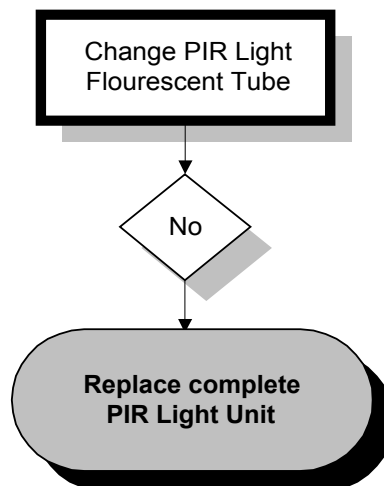 Change PIR Light
Flourescent Tube
No
Replace complete
PIR Light Unit